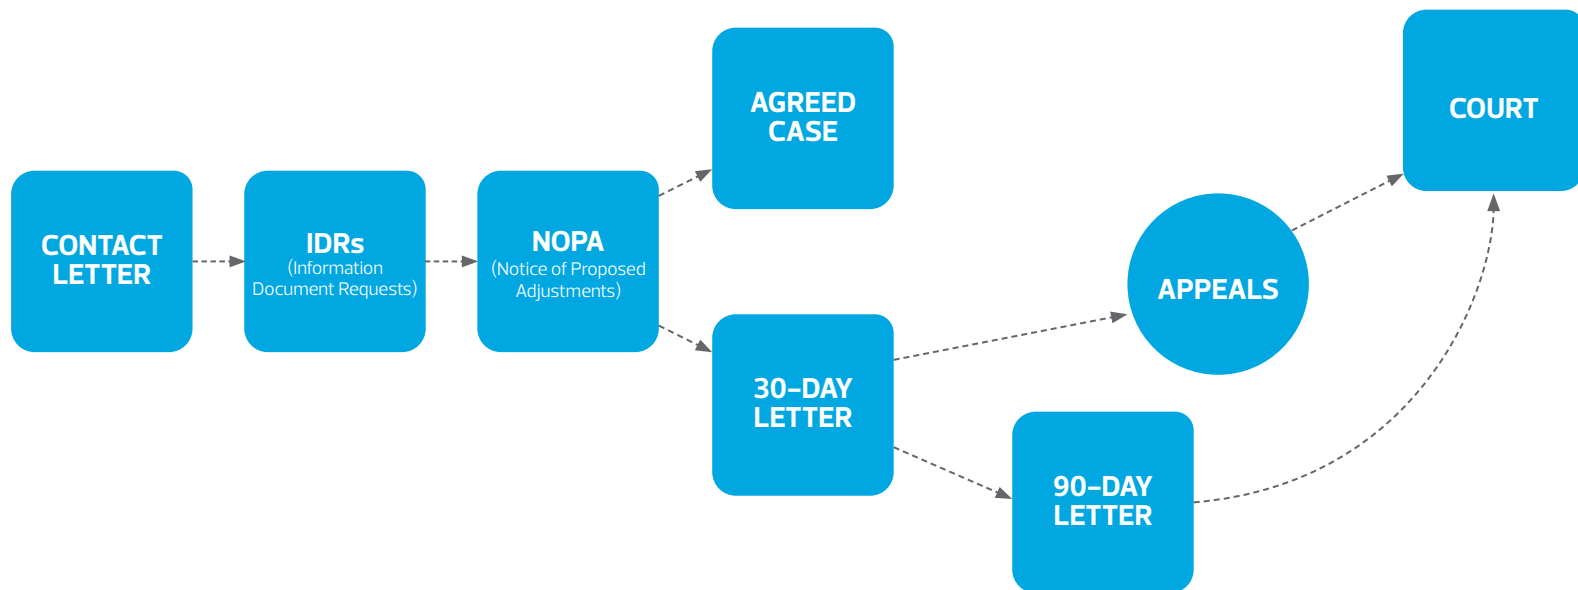 CONTACT
LETTER
IDRs
(Information
Document Requests)
NOPA
(Notice of Proposed
Adjustments)
AGREED
CASE
30-DAY
LETTER
APPEALS
90-DAY
LETTER
COURT